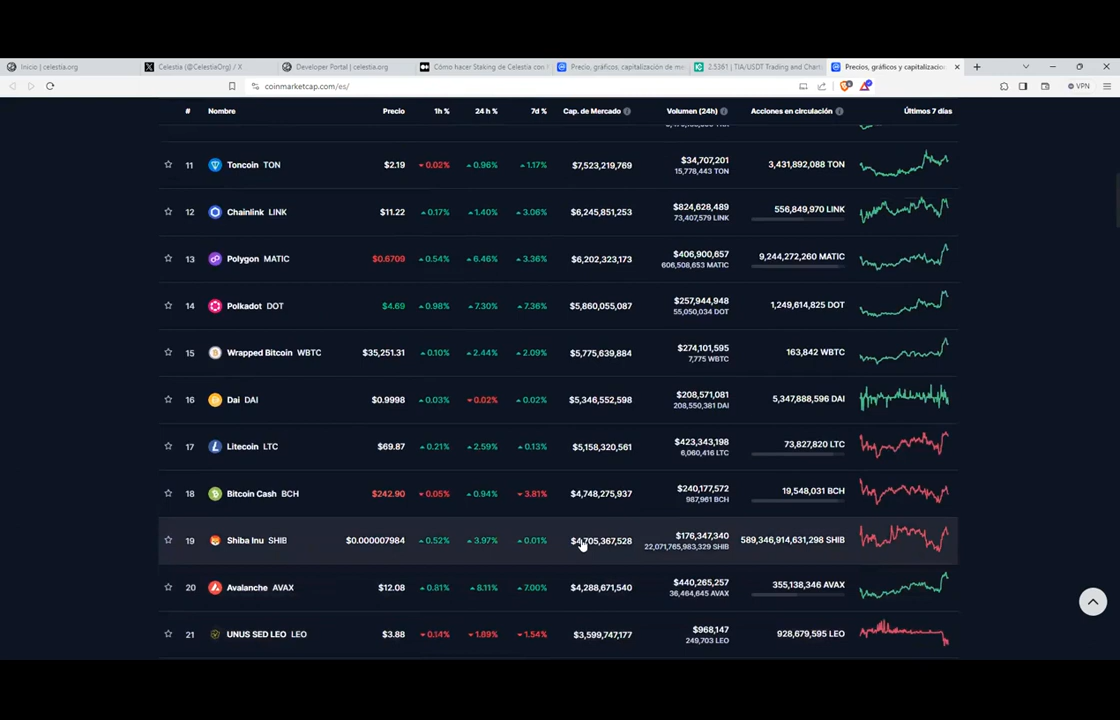 Inicio | celestia.org
Celestia (@CelestiaOrg) / X
Developer Portal | celestia.org
Cómo hacer Staking de Celestia con
Precio, gráficos, capitalización de m
2.5361 | TIA/USDT Trading and Chart
Precios, gráficos y capitalizacio
coinmarketcap.com/es/
VPN
# Nombre Precio 1h % 24 h % 7d % Cap. de Mercado Volumen (24h) Acciones en circulación Últimos 7 días
11 Toncoin TON $2.19 0.02% 0.96% 1.17% $7,523,219,769 $34,707,201 3,431,892,088 TON
15,778,443 TON
12 Chainlink LINK $11.22 0.17% 1.40% 3.06% $6,245,851,253 $824,628,489 556,849,970 LINK
73,407,579 LINK
13 Polygon MATIC $0.6709 0.54% 6.46% 3.36% $6,202,323,173 $406,900,657 9,244,272,260 MATIC
606,508,653 MATIC
14 Polkadot DOT $4.69 0.98% 7.30% 7.36% $5,860,055,087 $257,944,948 1,249,614,825 DOT
55,050,034 DOT
15 Wrapped Bitcoin WBTC $35,251.31 0.10% 2.44% 2.09% $5,775,639,884 $274,101,595 163,842 WBTC
7,775 WBTC
16 Dai DAI $0.9998 0.03% 0.02% 0.02% $5,346,552,598 $208,571,081 5,347,888,596 DAI
208,550,381 DAI
17 Litecoin LTC $69.87 0.21% 2.59% 0.13% $5,158,320,561 $423,343,198 73,827,820 LTC
6,060,416 LTC
18 Bitcoin Cash BCH $242.90 0.05% 0.94% 3.81% $4,748,275,937 $240,177,572 19,548,031 BCH
987,961 BCH
19 Shiba Inu SHIB $0.000007984 0.52% 3.97% 0.01% $4,705,367,528 $176,347,340 589,346,914,631,298 SHIB
22,071,765,983,329 SHIB
20 Avalanche AVAX $12.08 0.81% 8.11% 7.00% $4,288,671,540 $440,265,257 355,138,346 AVAX
36,464,645 AVAX
21 UNUS SED LEO LEO $3.88 0.14% 1.89% 1.54% $3,599,747,177 $968,147 928,679,595 LEO
249,703 LEO